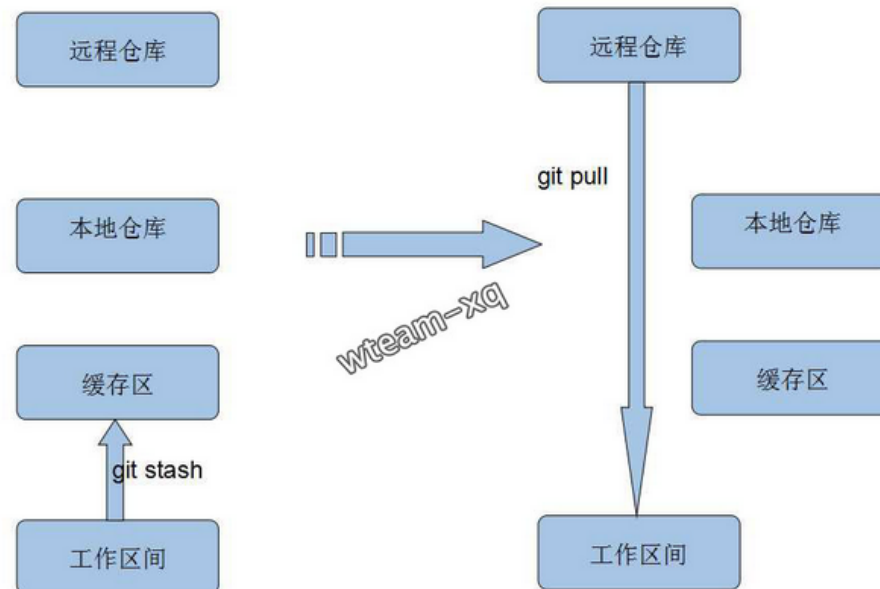 远程仓库
本地仓库
缓存区
git stash
工作区间
wteam-xq
远程仓库
git pull
本地仓库
缓存区
工作区间